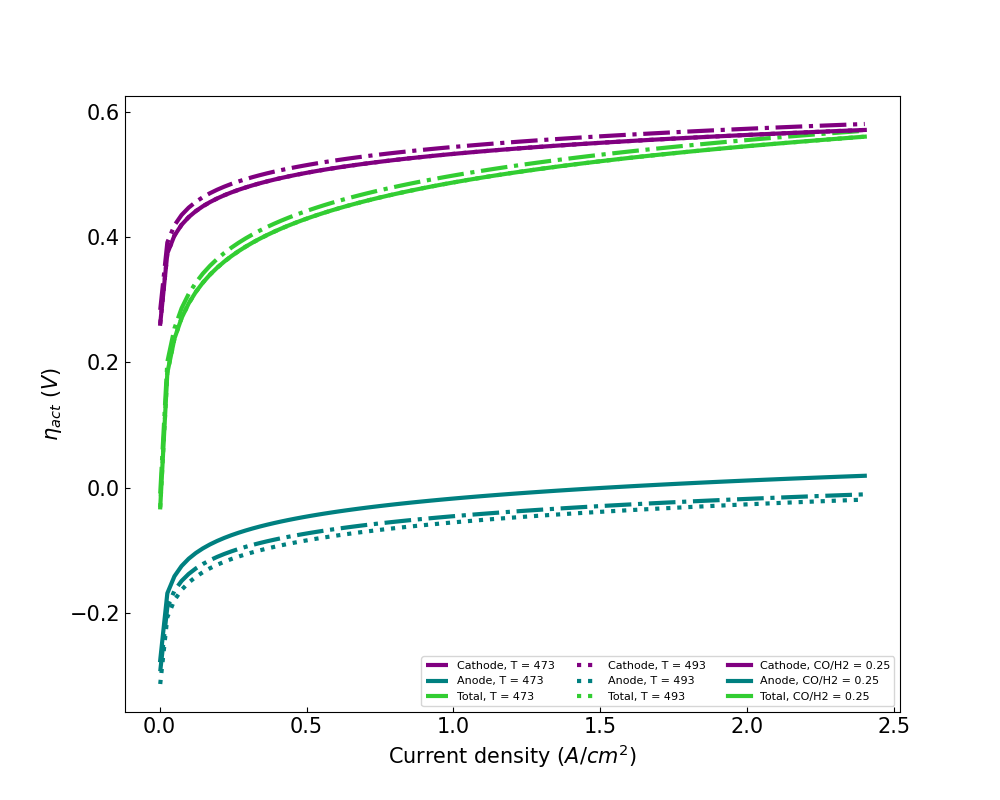 0.6
0.4
0.2
0.0
−0.2
η_act (V)
Cathode, T = 473
Anode, T = 473
Total, T = 473
Cathode, T = 493
Anode, T = 493
Total, T = 493
Cathode, CO/H2 = 0.25
Anode, CO/H2 = 0.25
Total, CO/H2 = 0.25
0.0 0.5 1.0 1.5 2.0 2.5
Current density (A/cm²)